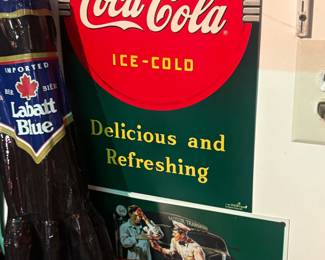 Coca-Cola
ICE-COLD
Delicious and
Refreshing
IMPORTED
BEER BIÈRE
Labatt
Blue